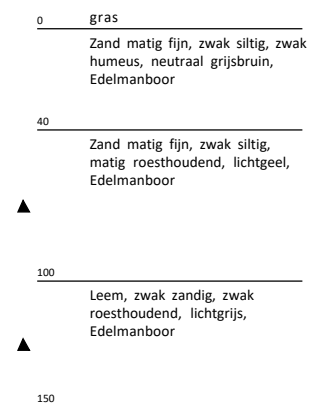 0 gras
Zand matig fijn, zwak siltig, zwak
humeus, neutraal grijsbruin,
Edelmanboor
40
Zand matig fijn, zwak siltig,
matig roesthoudend, lichtgeel,
Edelmanboor
100
Leem, zwak zandig, zwak
roesthoudend, lichtgrijs,
Edelmanboor
150